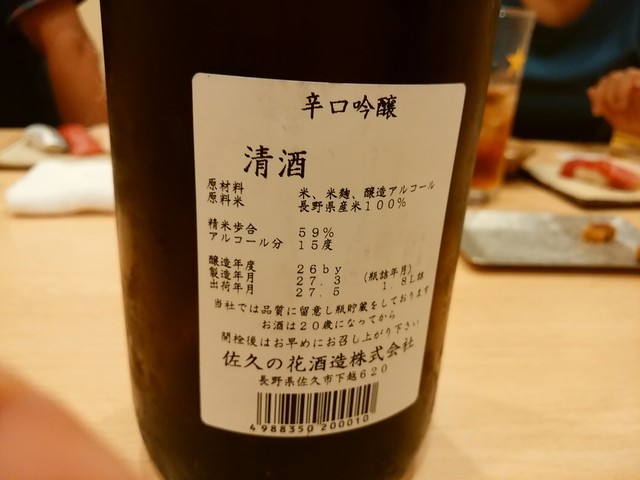 辛口吟醸
清酒
原材料 米、米麹、醸造アルコール
原料米 長野県産米100%
精米歩合 59%
アルコール分 15度
醸造年度 26by
製造年月 27.3 (瓶詰年月)
出荷年月 27.5 1.8L詰
当社では品質に留意し瓶貯蔵をしております
お酒は20歳になってから
開栓後はお早めにお召し上がり下さい
佐久の花酒造株式会社
長野県佐久市下越620
4988350200010